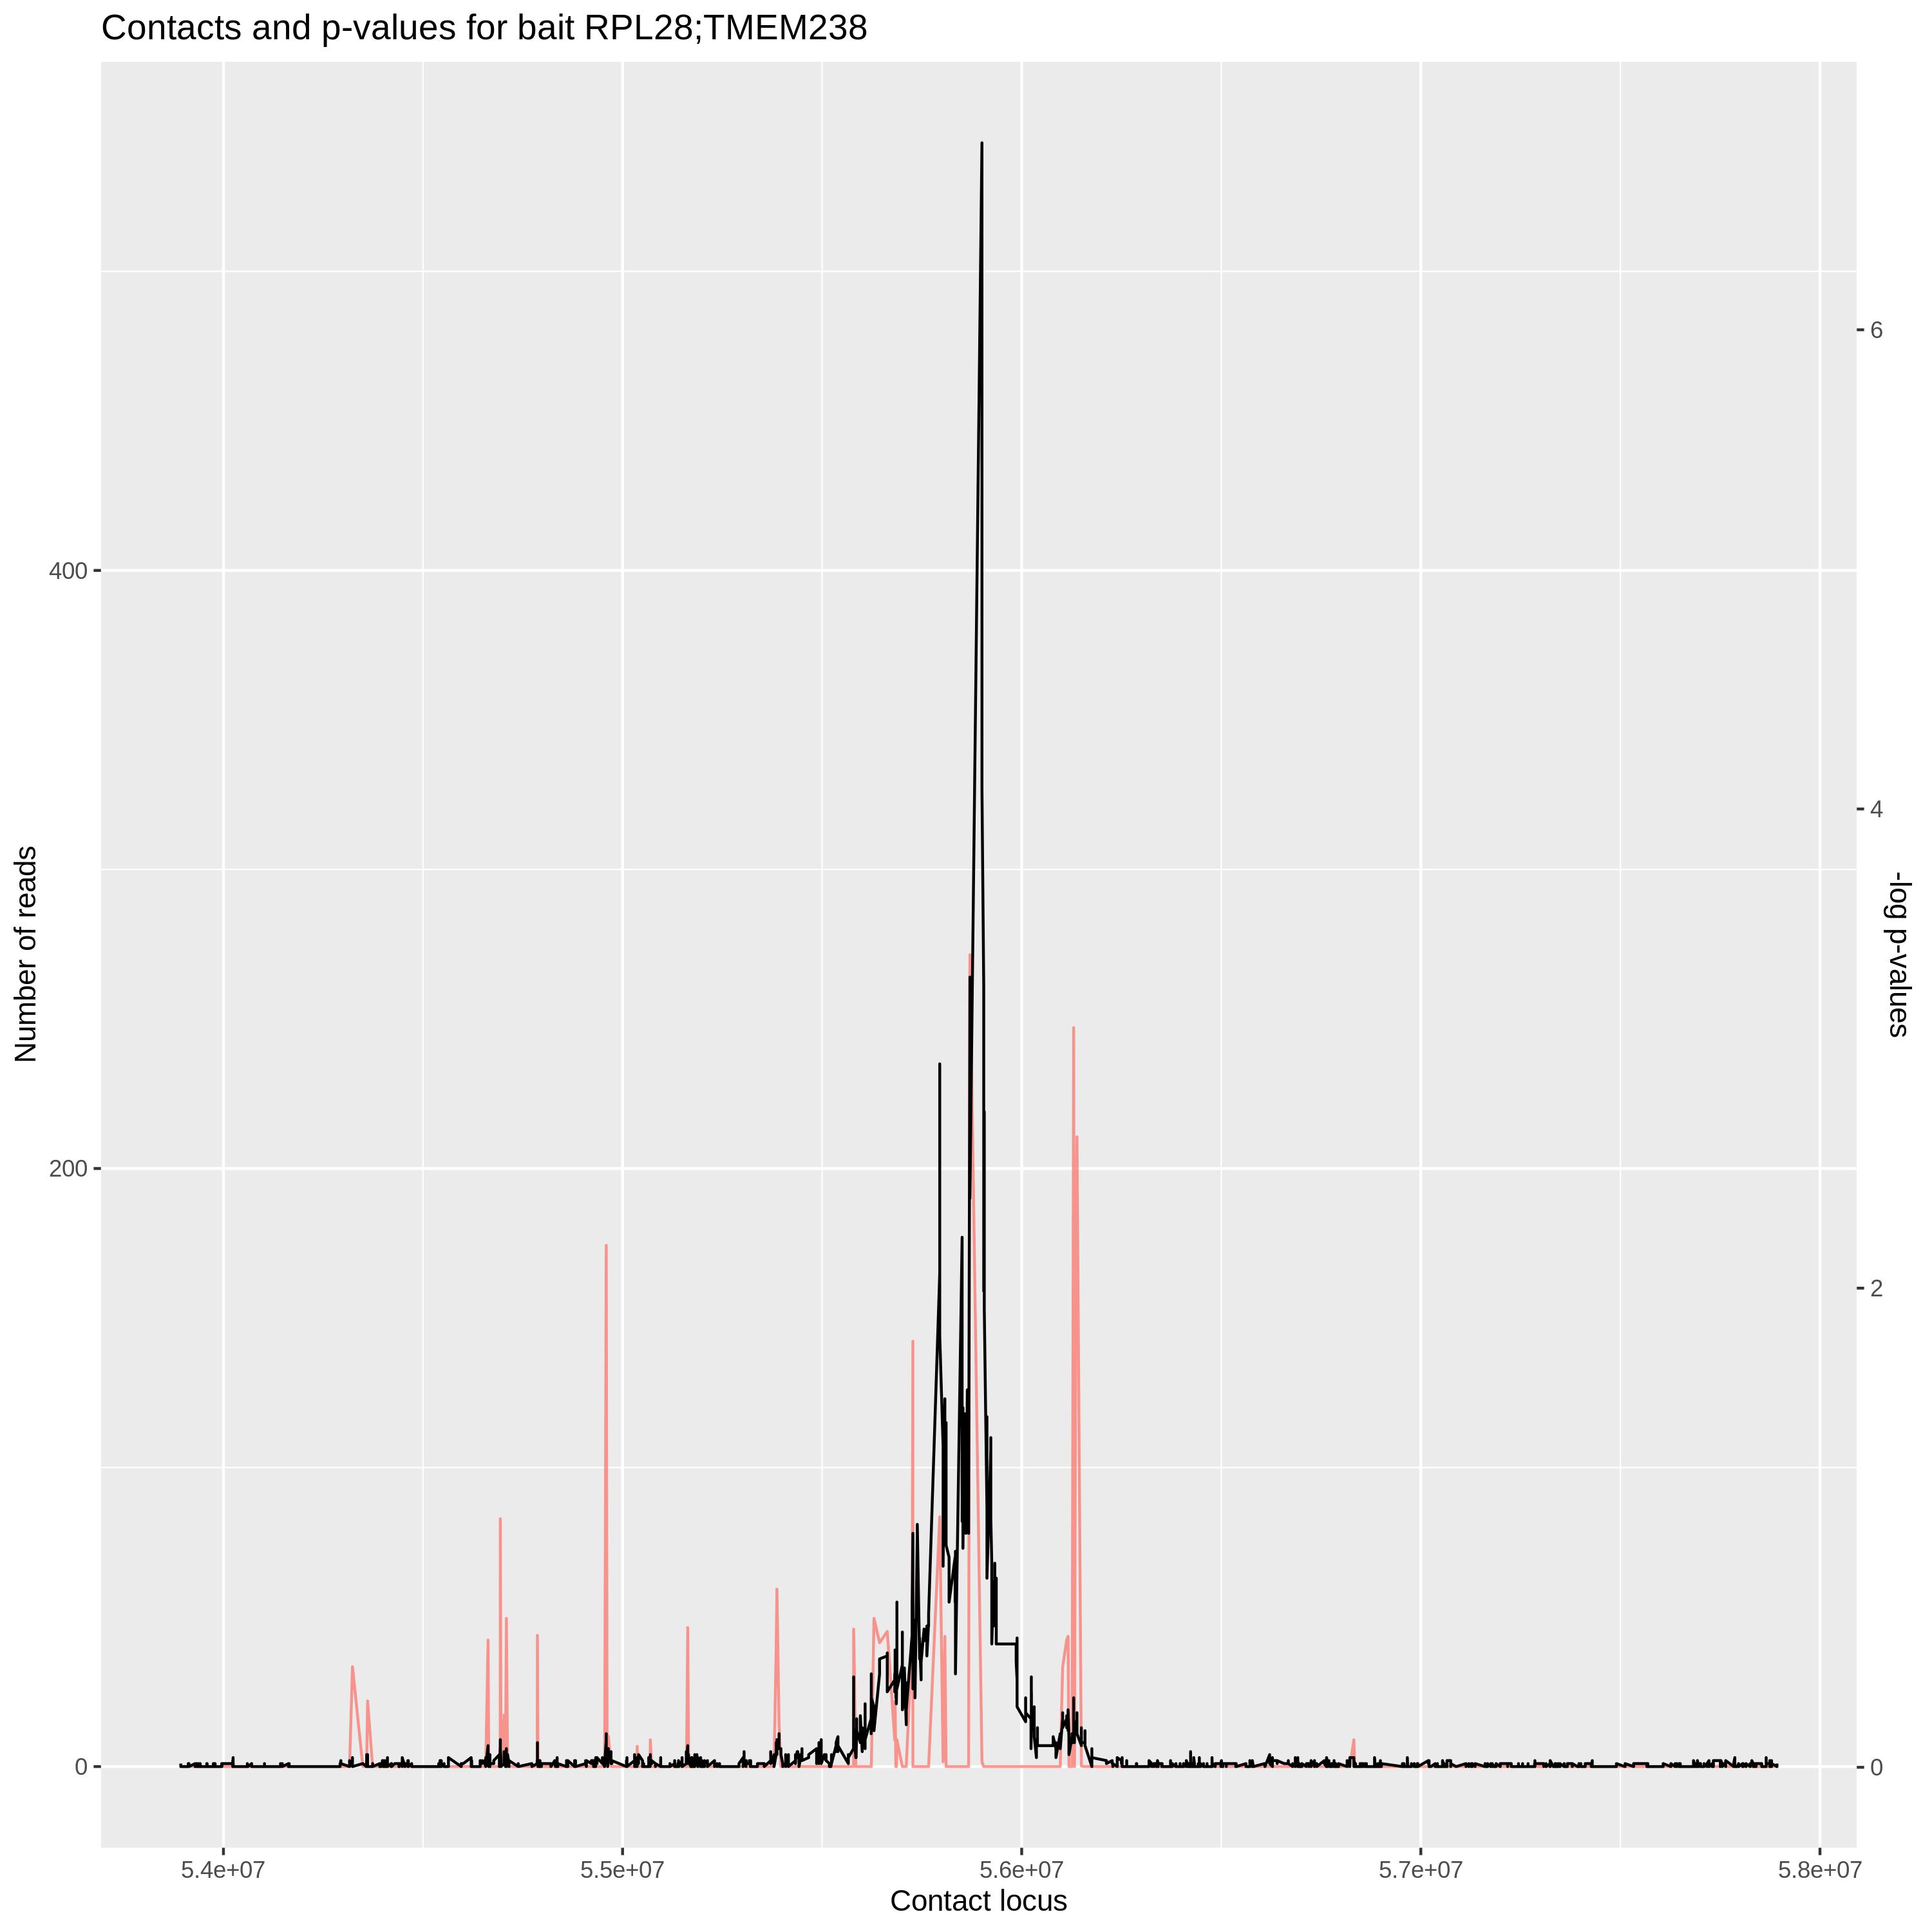 Contacts and p-values for bait RPL28;TMEM238
Number of reads
400
200
0
6
4
2
0
-log p-values
5.4e+07
5.5e+07
5.6e+07
5.7e+07
5.8e+07
Contact locus